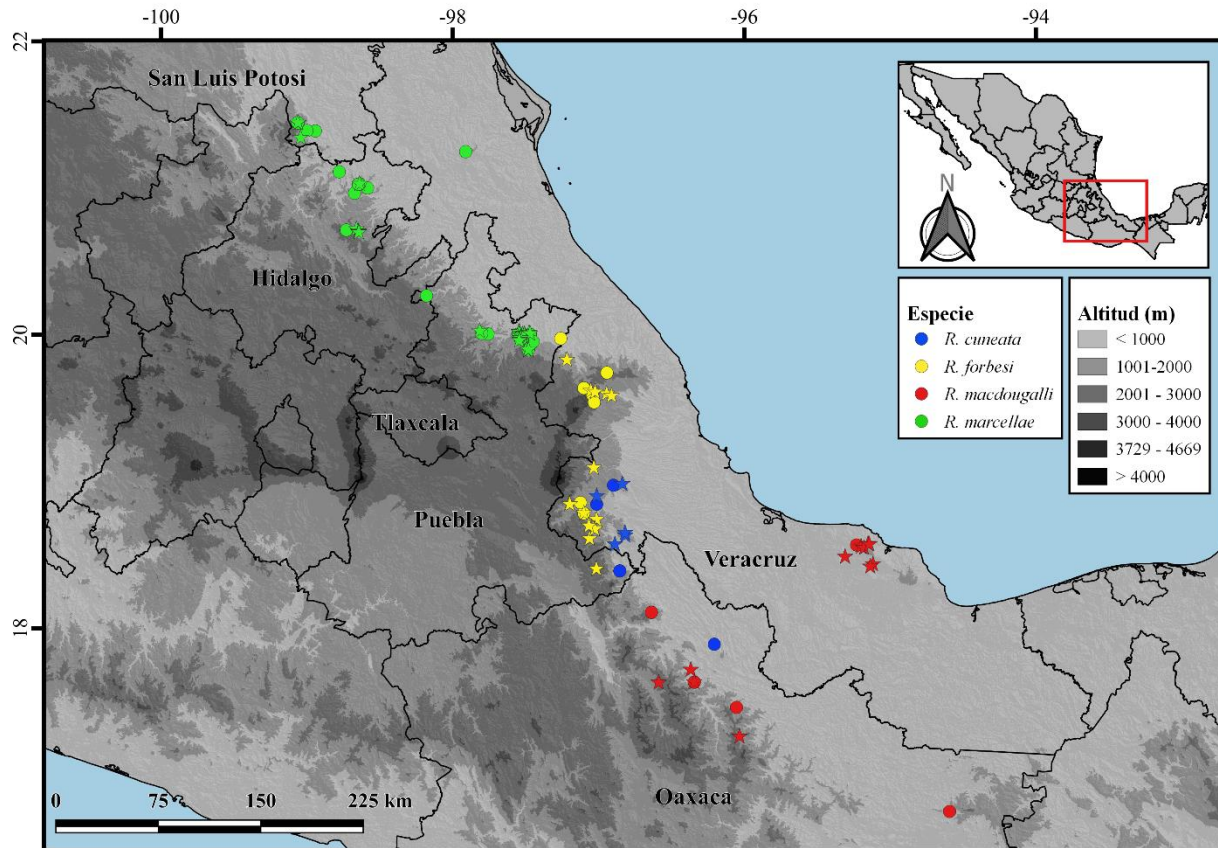 -100 -98 -96 -94
22
20
18
San Luis Potosi
Hidalgo
Tlaxcala
Puebla
Veracruz
Oaxaca
N
Especie
R. cuneata
R. forbesi
R. macdougalli
R. marcellae
Altitud (m)
< 1000
1001-2000
2001 - 3000
3000 - 4000
3729 - 4669
> 4000
0 75 150 225 km